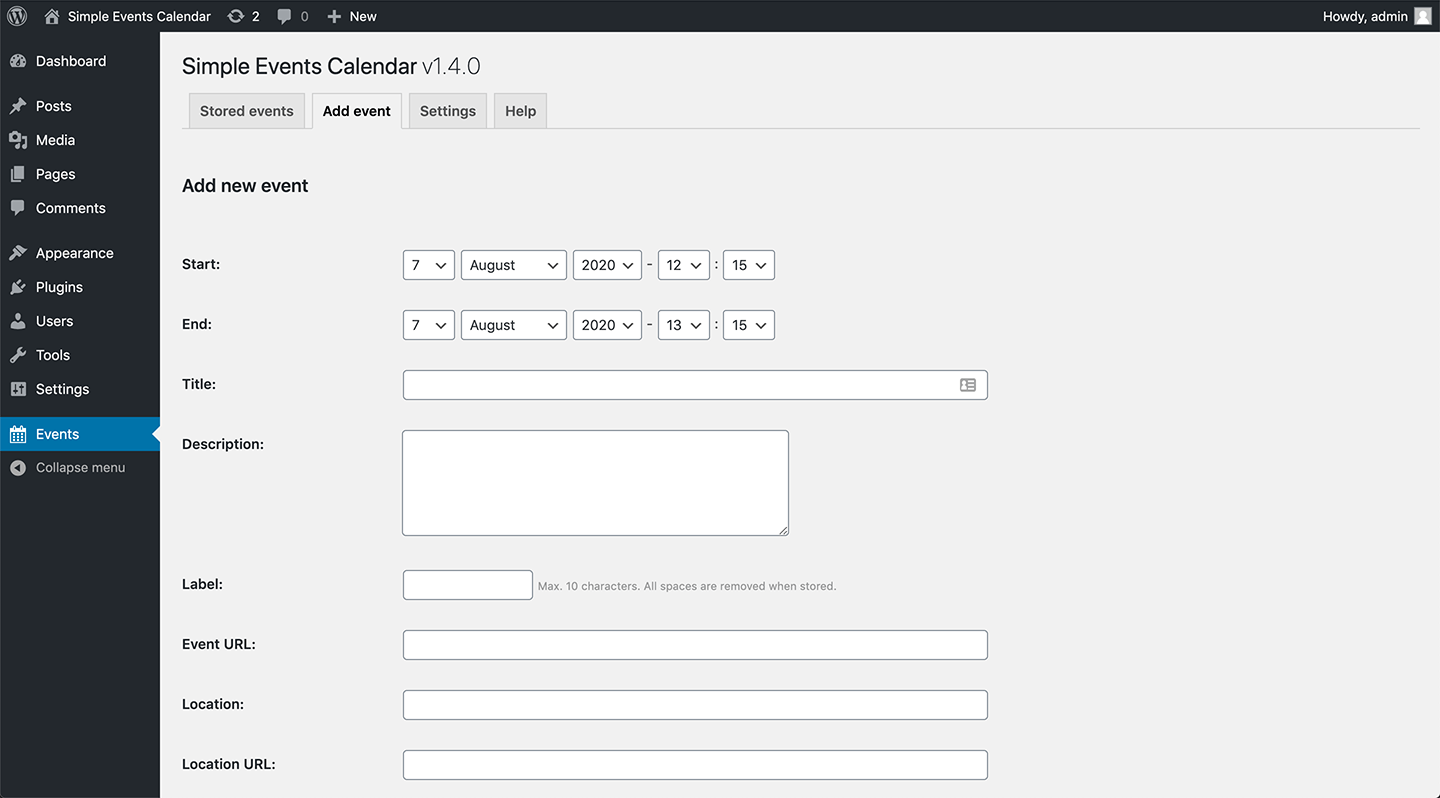 Simple Events Calendar 2 0 New Howdy, admin
Dashboard
Posts
Media
Pages
Comments
Appearance
Plugins
Users
Tools
Settings
Events
Collapse menu
Simple Events Calendar v1.4.0
Stored events Add event Settings Help
Add new event
Start: 7 August 2020 - 12 : 15
End: 7 August 2020 - 13 : 15
Title:
Description:
Label: Max. 10 characters. All spaces are removed when stored.
Event URL:
Location:
Location URL: